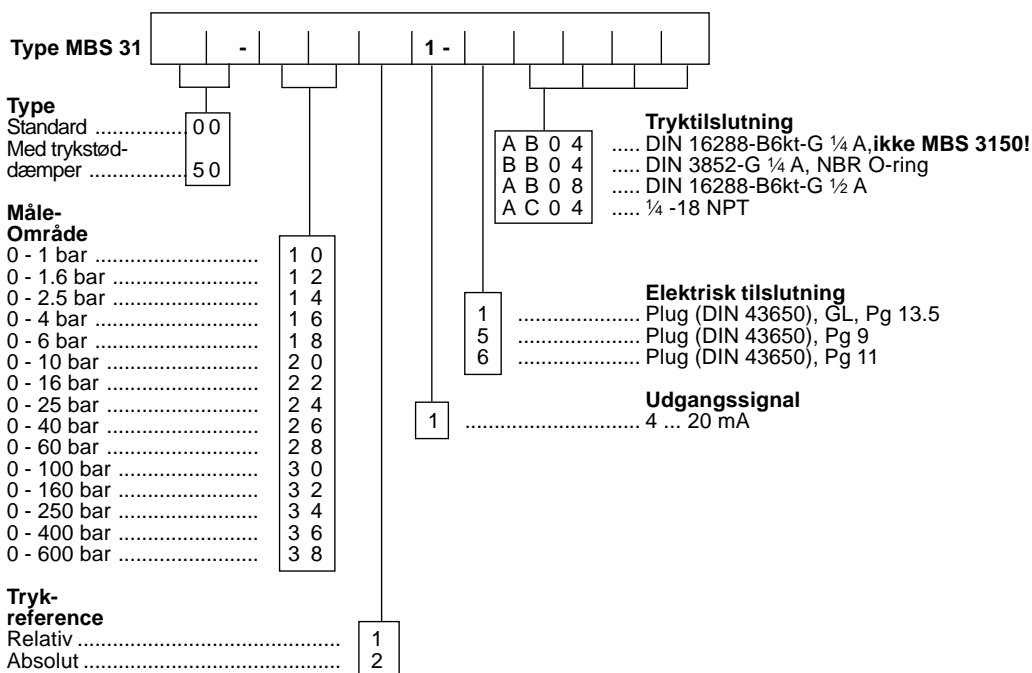 Type MBS 31 - 1 -
Type
Standard ................ 0 0
Med trykstød-
dæmper ................. 5 0
Måle-
Område
0 - 1 bar ............................ 1 0
0 - 1.6 bar ......................... 1 2
0 - 2.5 bar ......................... 1 4
0 - 4 bar ............................ 1 6
0 - 6 bar ............................ 1 8
0 - 10 bar .......................... 2 0
0 - 16 bar .......................... 2 2
0 - 25 bar .......................... 2 4
0 - 40 bar .......................... 2 6
0 - 60 bar .......................... 2 8
0 - 100 bar ........................ 3 0
0 - 160 bar ........................ 3 2
0 - 250 bar ........................ 3 4
0 - 400 bar ........................ 3 6
0 - 600 bar ........................ 3 8
Tryk-
reference
Relativ .......................................... 1
Absolut ......................................... 2
Tryktilslutning
A B 0 4 ..... DIN 16288-B6kt-G ¼ A,ikke MBS 3150!
B B 0 4 ..... DIN 3852-G ¼ A, NBR O-ring
A B 0 8 ..... DIN 16288-B6kt-G ½ A
A C 0 4 ..... ¼ -18 NPT
Elektrisk tilslutning
1 .................... Plug (DIN 43650), GL, Pg 13.5
5 .................... Plug (DIN 43650), Pg 9
6 .................... Plug (DIN 43650), Pg 11
Udgangssignal
1 ............................ 4 ... 20 mA